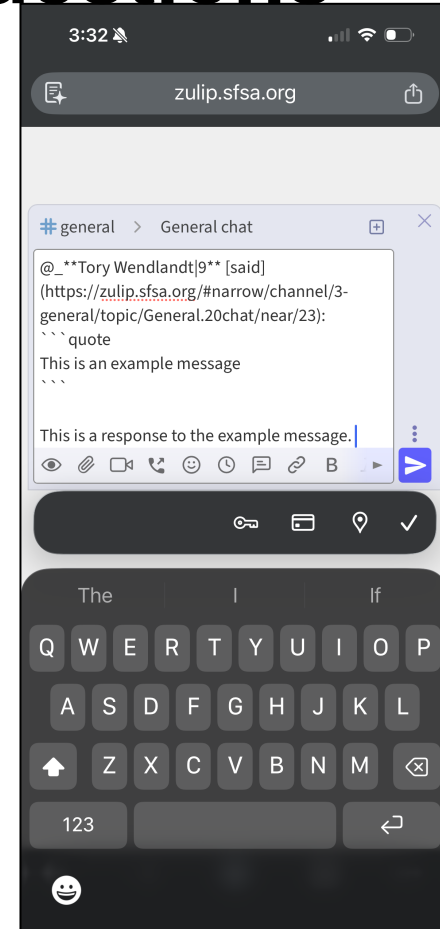 3:32
zulip.sfsa.org
general > General chat
@_**Tory Wendlandt|9** [said]
(https://zulip.sfsa.org/#narrow/channel/3-
general/topic/General.20chat/near/23):
```quote
This is an example message
```
This is a response to the example message.
B
The I If
Q W E R T Y U I O P
A S D F G H J K L
Z X C V B N M
123